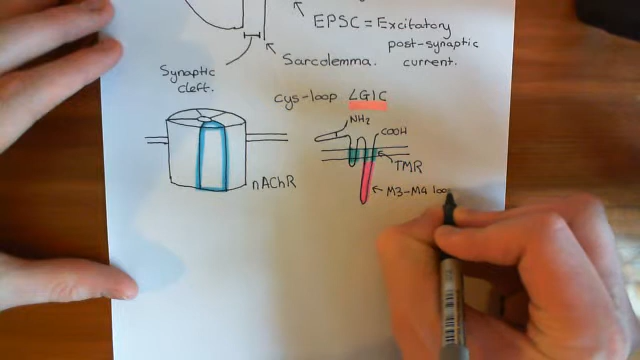 EPSC = Excitatory
post-synaptic
current.
Sarcolemma.
Synaptic
cleft.
cys-loop LGIC
NH2
COOH
TMR
nAChR
M3-M4 loo